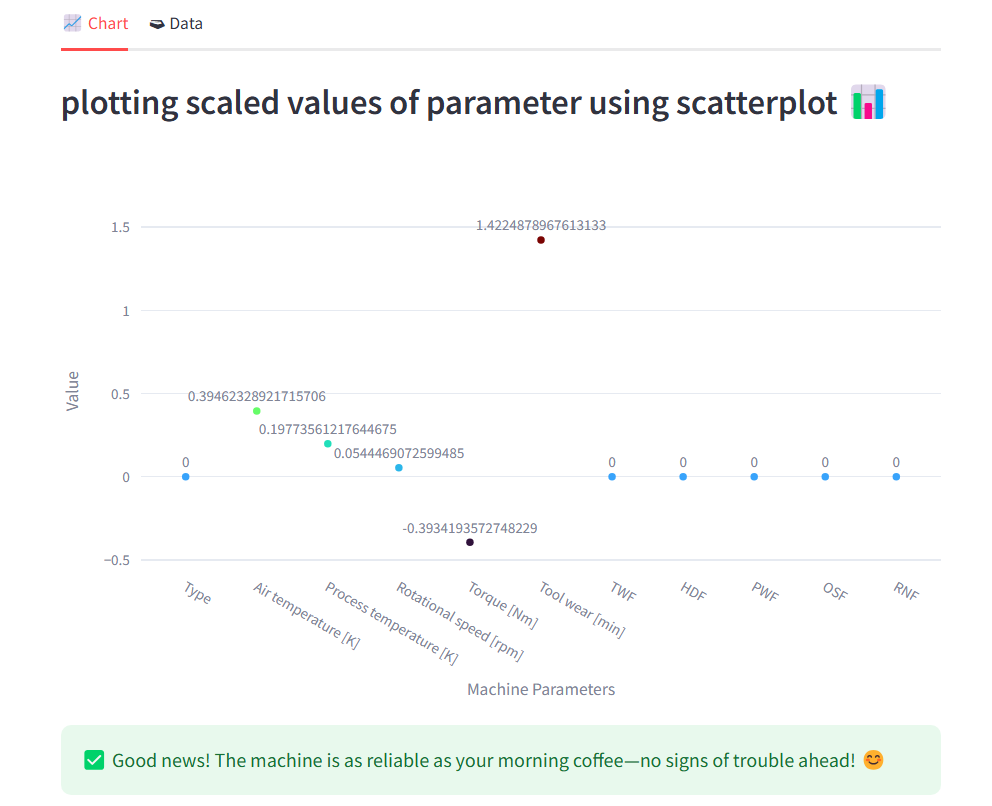 Chart Data
plotting scaled values of parameter using scatterplot
1.5
1
0.5
0
−0.5
Value
0
0.39462328921715706
0.19773561217644675
0.0544469072599485
-0.3934193572748229
1.4224878967613133
0
0
0
0
0
Type
Air temperature [K]
Process temperature [K]
Rotational speed [rpm]
Torque [Nm]
Tool wear [min]
TWF
HDF
PWF
OSF
RNF
Machine Parameters
Good news! The machine is as reliable as your morning coffee—no signs of trouble ahead!